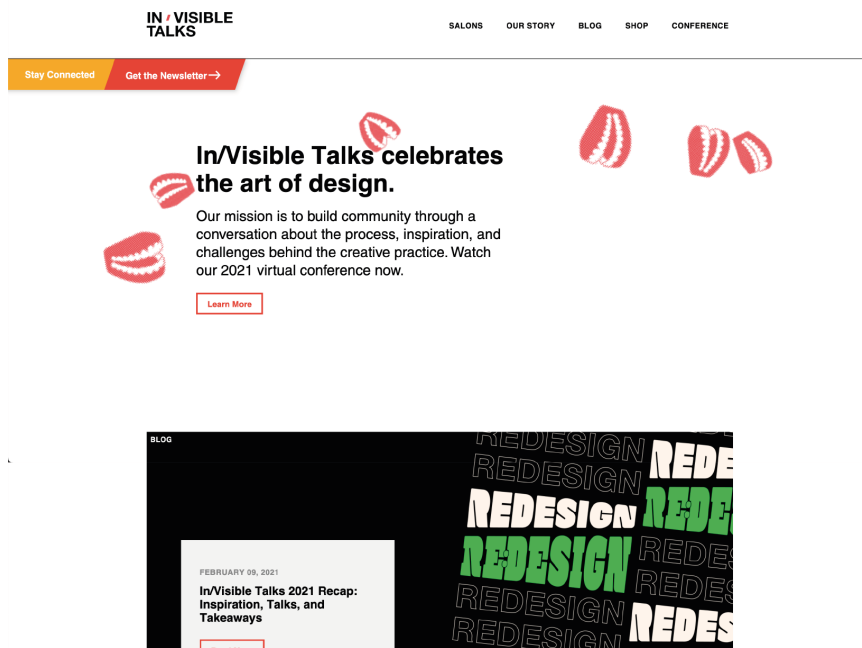 IN / VISIBLE
TALKS
SALONS OUR STORY BLOG SHOP CONFERENCE
Stay Connected Get the Newsletter→
In/Visible Talks celebrates
the art of design.
Our mission is to build community through a
conversation about the process, inspiration, and
challenges behind the creative practice. Watch
our 2021 virtual conference now.
Learn More
BLOG
REDESIGN
REDESIGN REDE
REDESIGN REDE
REDESIGN REDES
REDESIGN REDES
REDESIGN REDES
FEBRUARY 09, 2021
In/Visible Talks 2021 Recap:
Inspiration, Talks, and
Takeaways